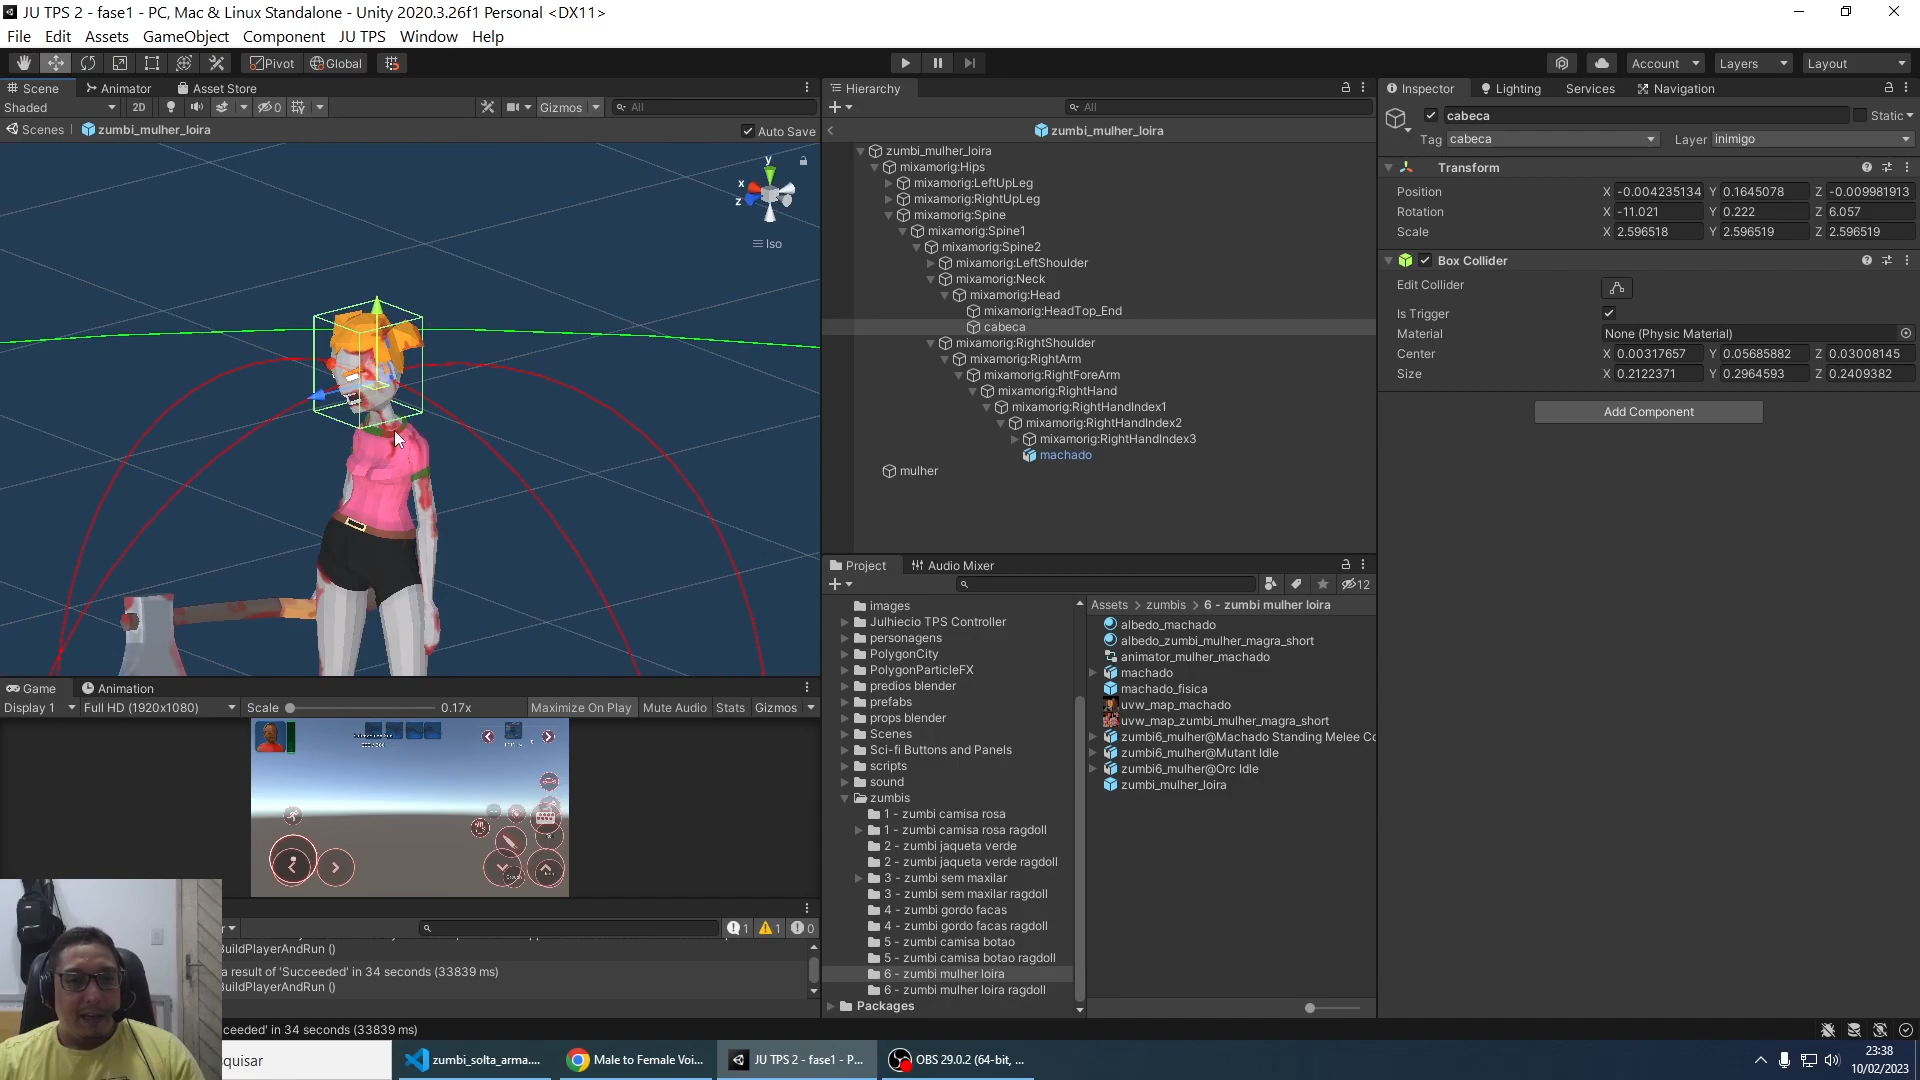 JU TPS 2 - fase1 - PC, Mac & Linux Standalone - Unity 2020.3.26f1 Personal <DX11>
File Edit Assets GameObject Component JU TPS Window Help
Pivot Global Account Layers Layout
Scene Animator Asset Store
Shaded 2D 0 Gizmos All
Scenes zumbi_mulher_loira Auto Save
y
x
z
Iso
Game Animation
Display 1 Full HD (1920x1080) Scale 0.17x Maximize On Play Mute Audio Stats Gizmos
1 1 0
BuildPlayerAndRun ()
a result of 'Succeeded' in 34 seconds (33839 ms)
BuildPlayerAndRun ()
ceeded' in 34 seconds (33839 ms)
Hierarchy
All
zumbi_mulher_loira
zumbi_mulher_loira
mixamorig:Hips
mixamorig:LeftUpLeg
mixamorig:RightUpLeg
mixamorig:Spine
mixamorig:Spine1
mixamorig:Spine2
mixamorig:LeftShoulder
mixamorig:Neck
mixamorig:Head
mixamorig:HeadTop_End
cabeca
mixamorig:RightShoulder
mixamorig:RightArm
mixamorig:RightForeArm
mixamorig:RightHand
mixamorig:RightHandIndex1
mixamorig:RightHandIndex2
mixamorig:RightHandIndex3
machado
mulher
Project Audio Mixer
12
images
Julhiecio TPS Controller
personagens
PolygonCity
PolygonParticleFX
predios blender
prefabs
props blender
Scenes
Sci-fi Buttons and Panels
scripts
sound
zumbis
1 - zumbi camisa rosa
1 - zumbi camisa rosa ragdoll
2 - zumbi jaqueta verde
2 - zumbi jaqueta verde ragdoll
3 - zumbi sem maxilar
3 - zumbi sem maxilar ragdoll
4 - zumbi gordo facas
4 - zumbi gordo facas ragdoll
5 - zumbi camisa botao
5 - zumbi camisa botao ragdoll
6 - zumbi mulher loira
6 - zumbi mulher loira ragdoll
Packages
Assets > zumbis > 6 - zumbi mulher loira
albedo_machado
albedo_zumbi_mulher_magra_short
animator_mulher_machado
machado
machado_fisica
uvw_map_machado
uvw_map_zumbi_mulher_magra_short
zumbi6_mulher@Machado Standing Melee Co
zumbi6_mulher@Mutant Idle
zumbi6_mulher@Orc Idle
zumbi_mulher_loira
Inspector Lighting Services Navigation
cabeca Static
Tag cabeca Layer inimigo
Transform
Position X -0.004235134 Y 0.1645078 Z -0.009981913
Rotation X -11.021 Y 0.222 Z 6.057
Scale X 2.596518 Y 2.596519 Z 2.596519
Box Collider
Edit Collider
Is Trigger
Material None (Physic Material)
Center X 0.00317657 Y 0.05685882 Z 0.03008145
Size X 0.2122371 Y 0.2964593 Z 0.2409382
Add Component
quisar zumbi_solta_arma.... Male to Female Voi... JU TPS 2 - fase1 - P... OBS 29.0.2 (64-bit, ...
23:38
10/02/2023